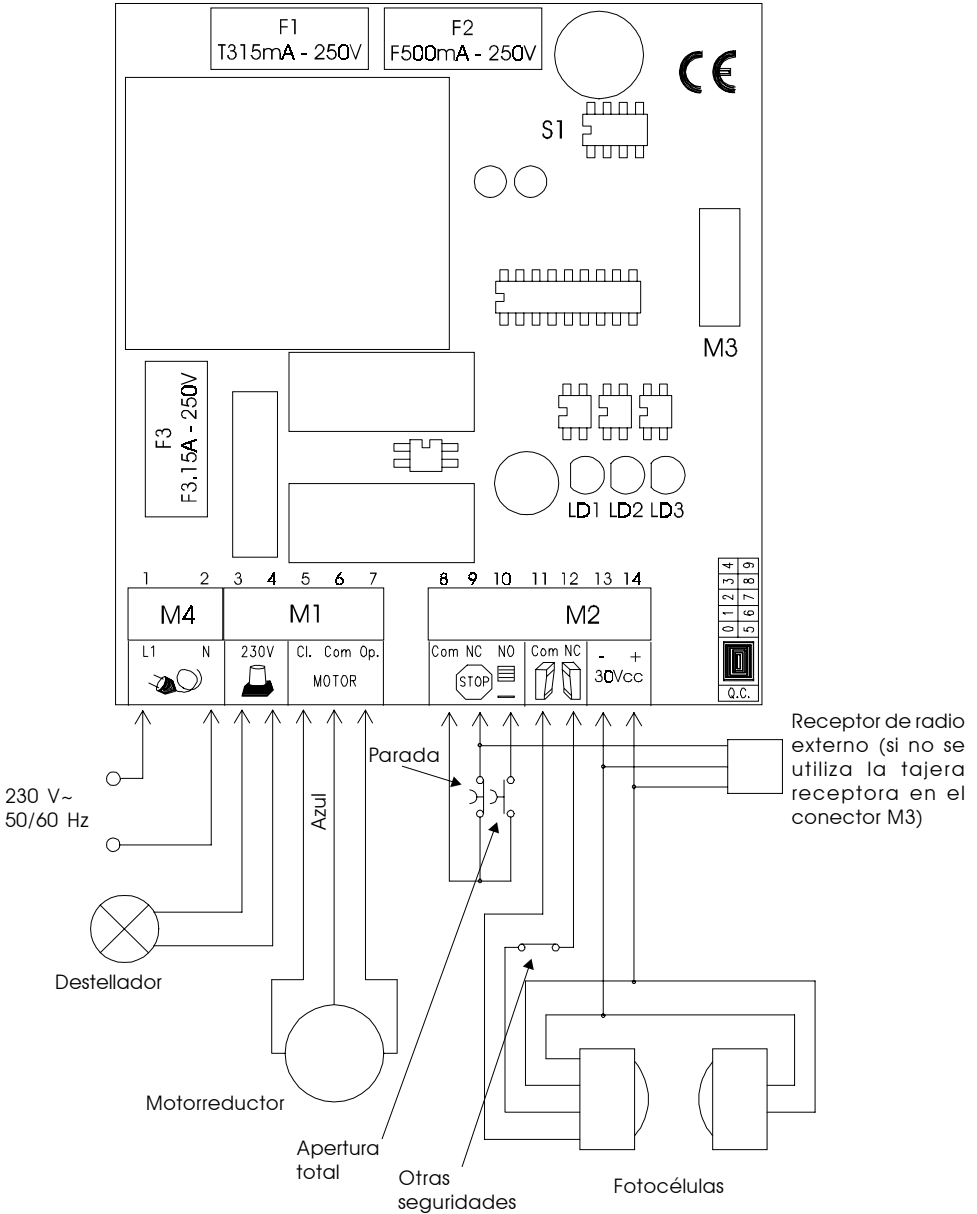 F1
T315mA - 250V
F2
F500mA - 250V
CE
S1
M3
F3
F3.15A - 250V
LD1 LD2 LD3
1 2 3 4 5 6 7 8 9 10 11 12 13 14
M4 M1 M2
L1 N 230V Cl. Com Op.
MOTOR
Com NC NO Com NC - +
STOP
30Vcc
0 1 2 3 4
5 6 7 8 9
Q.C.
Parada
Receptor de radio
externo (si no se
utiliza la tajera
receptora en el
conector M3)
230 V~
50/60 Hz
Azul
Destellador
Motorreductor
Apertura
total
Otras
seguridades
Fotocélulas